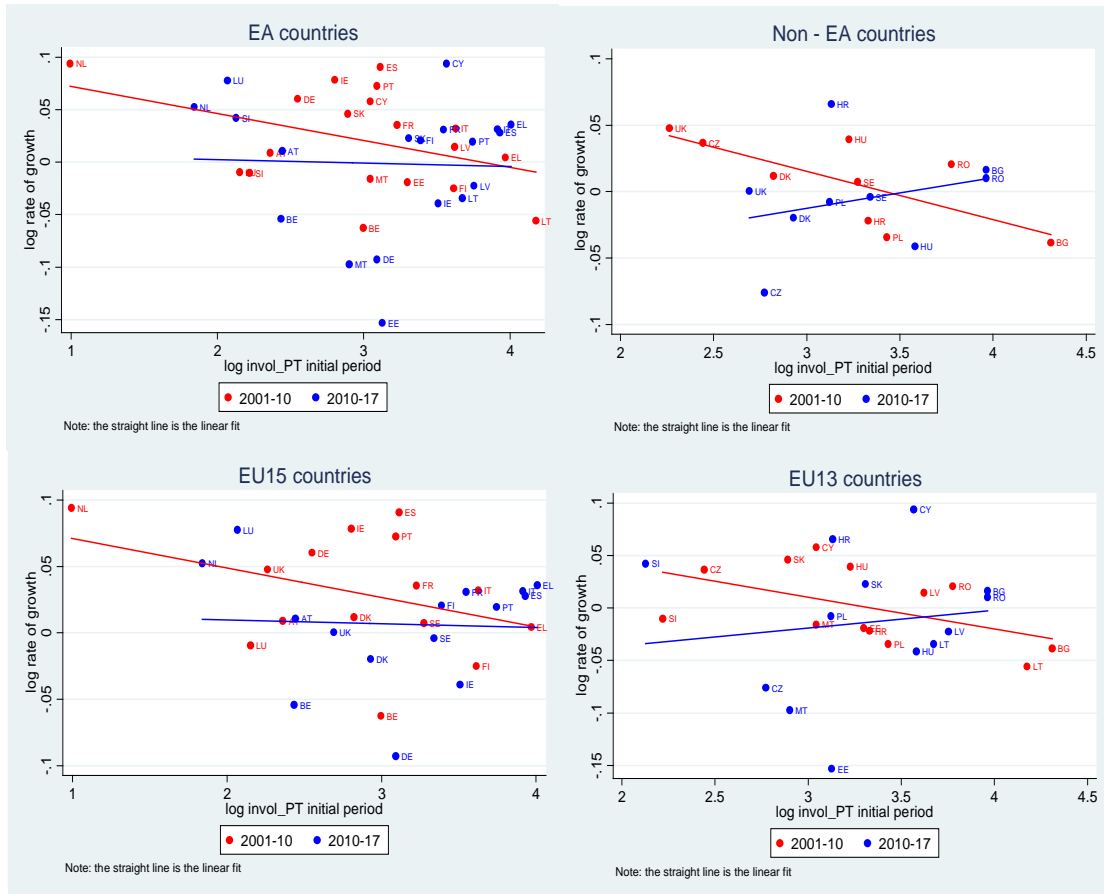 EA countries
log rate of growth
.1
.05
0
-.05
-.1
-.15
NL
LU
IE
ES
PT
CY
CY
DE
NL
SI
SK
FR
IT
EL
ES
FI
PT
LV
AT
EL
MT
EE
FI
LV
SI
BE
BE
IE
LT
LT
MT
DE
EE
1
2
3
4
log invol_PT initial period
2001-10
2010-17
Note: the straight line is the linear fit
Non - EA countries
log rate of growth
.1
.05
0
-.05
-.1
HR
UK
CZ
HU
DK
SE
RO
BG
RO
UK
PL
SE
DK
HR
PL
HU
BG
CZ
2
2.5
3
3.5
4
4.5
log invol_PT initial period
2001-10
2010-17
Note: the straight line is the linear fit
EU15 countries
log rate of growth
.1
.05
0
-.05
-.1
NL
LU
IE
ES
PT
DE
NL
UK
FR
IT
EL
ES
FI
PT
AT
DK
SE
EL
UK
SE
LU
DK
FI
IE
BE
BE
DE
1
2
3
4
log invol_PT initial period
2001-10
2010-17
Note: the straight line is the linear fit
EU13 countries
log rate of growth
.1
.05
0
-.05
-.1
-.15
CY
HR
CY
SI
SK
CZ
HU
SK
RO
BG
RO
LV
SI
PL
MT
HR
LV
PL
LT
HU
BG
LT
CZ
MT
EE
2
2.5
3
3.5
4
4.5
log invol_PT initial period
2001-10
2010-17
Note: the straight line is the linear fit